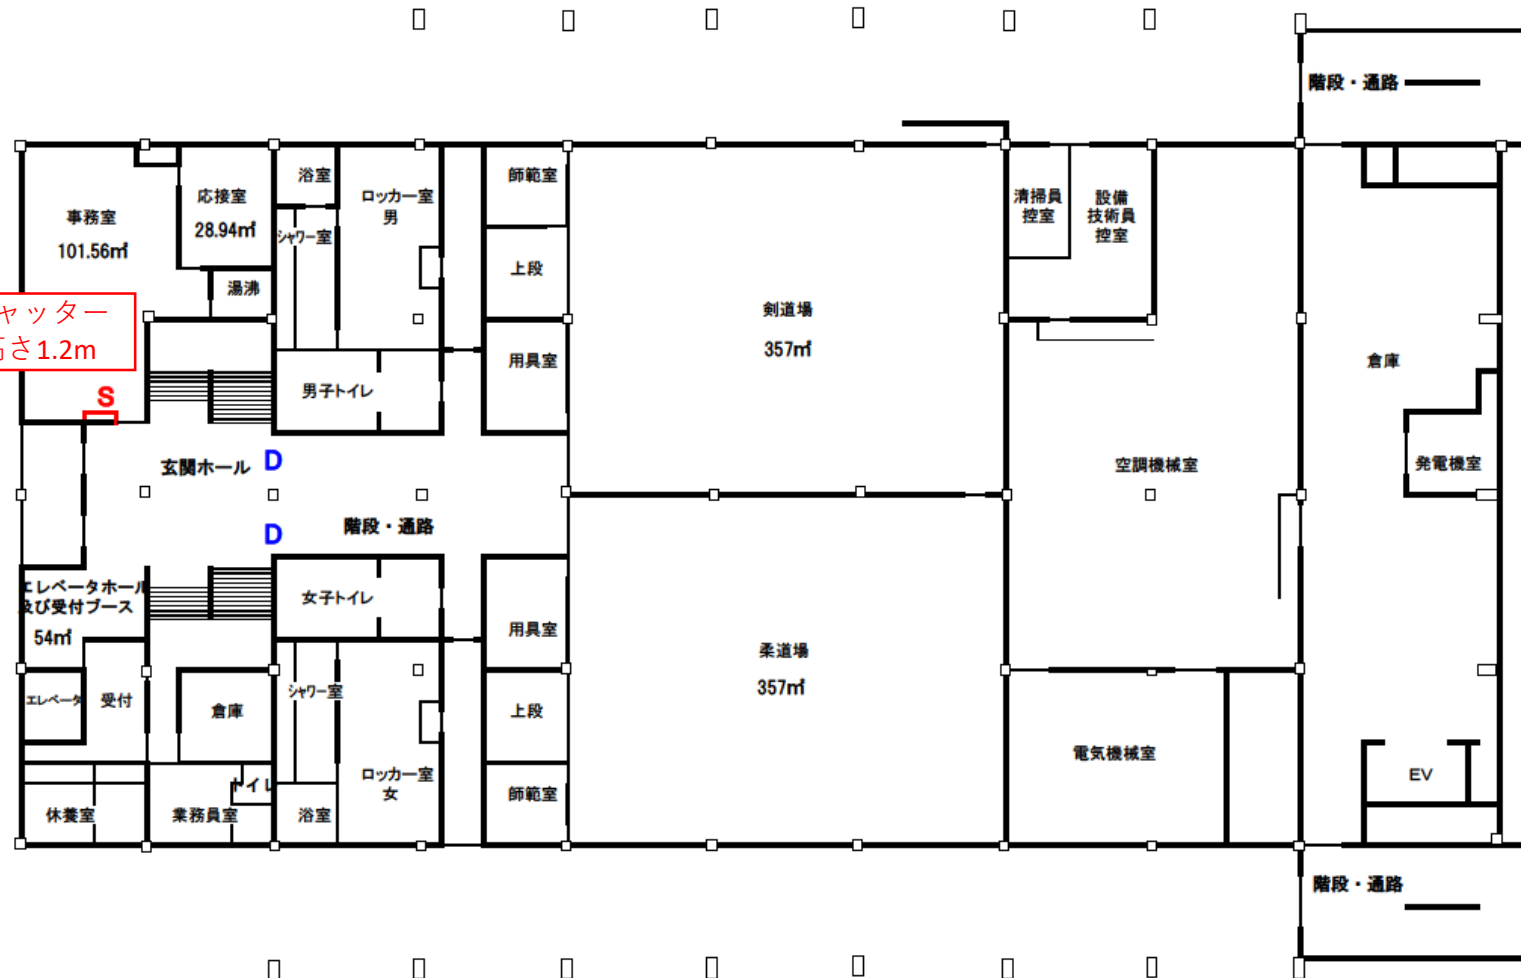 階段・通路
事務室
101.56㎡
応接室
28.94㎡
湯沸
浴室
シャワー室
ロッカー室
男
師範室
上段
用具室
剣道場
357㎡
清掃員
控室
設備
技術員
控室
倉庫
ャッター
高さ1.2m
S
男子トイレ
玄関ホール
D
D
階段・通路
空調機械室
発電機室
エレベータホール
及び受付ブース
54㎡
エレベータ
受付
倉庫
トイレ
休養室
業務員室
女子トイレ
シャワー室
浴室
ロッカー室
女
用具室
上段
師範室
柔道場
357㎡
電気機械室
EV
階段・通路